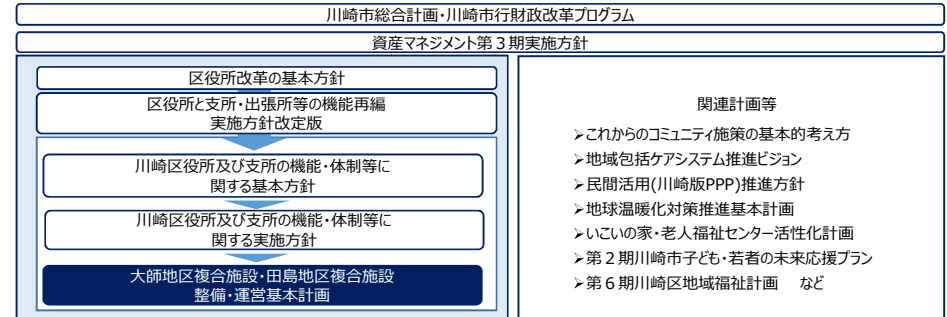 川崎市総合計画・川崎市行財政改革プログラム
資産マネジメント第３期実施方針
区役所改革の基本方針
区役所と支所・出張所等の機能再編
実施方針改定版
川崎区役所及び支所の機能・体制等に
関する基本方針
川崎区役所及び支所の機能・体制等に
関する実施方針
大師地区複合施設・田島地区複合施設
整備・運営基本計画
関連計画等
➢これからのコミュニティ施策の基本的考え方
➢地域包括ケアシステム推進ビジョン
➢民間活用(川崎版PPP)推進方針
➢地球温暖化対策推進基本計画
➢いこいの家・老人福祉センター活性化計画
➢第２期川崎市子ども・若者の未来応援プラン
➢第６期川崎区地域福祉計画　など